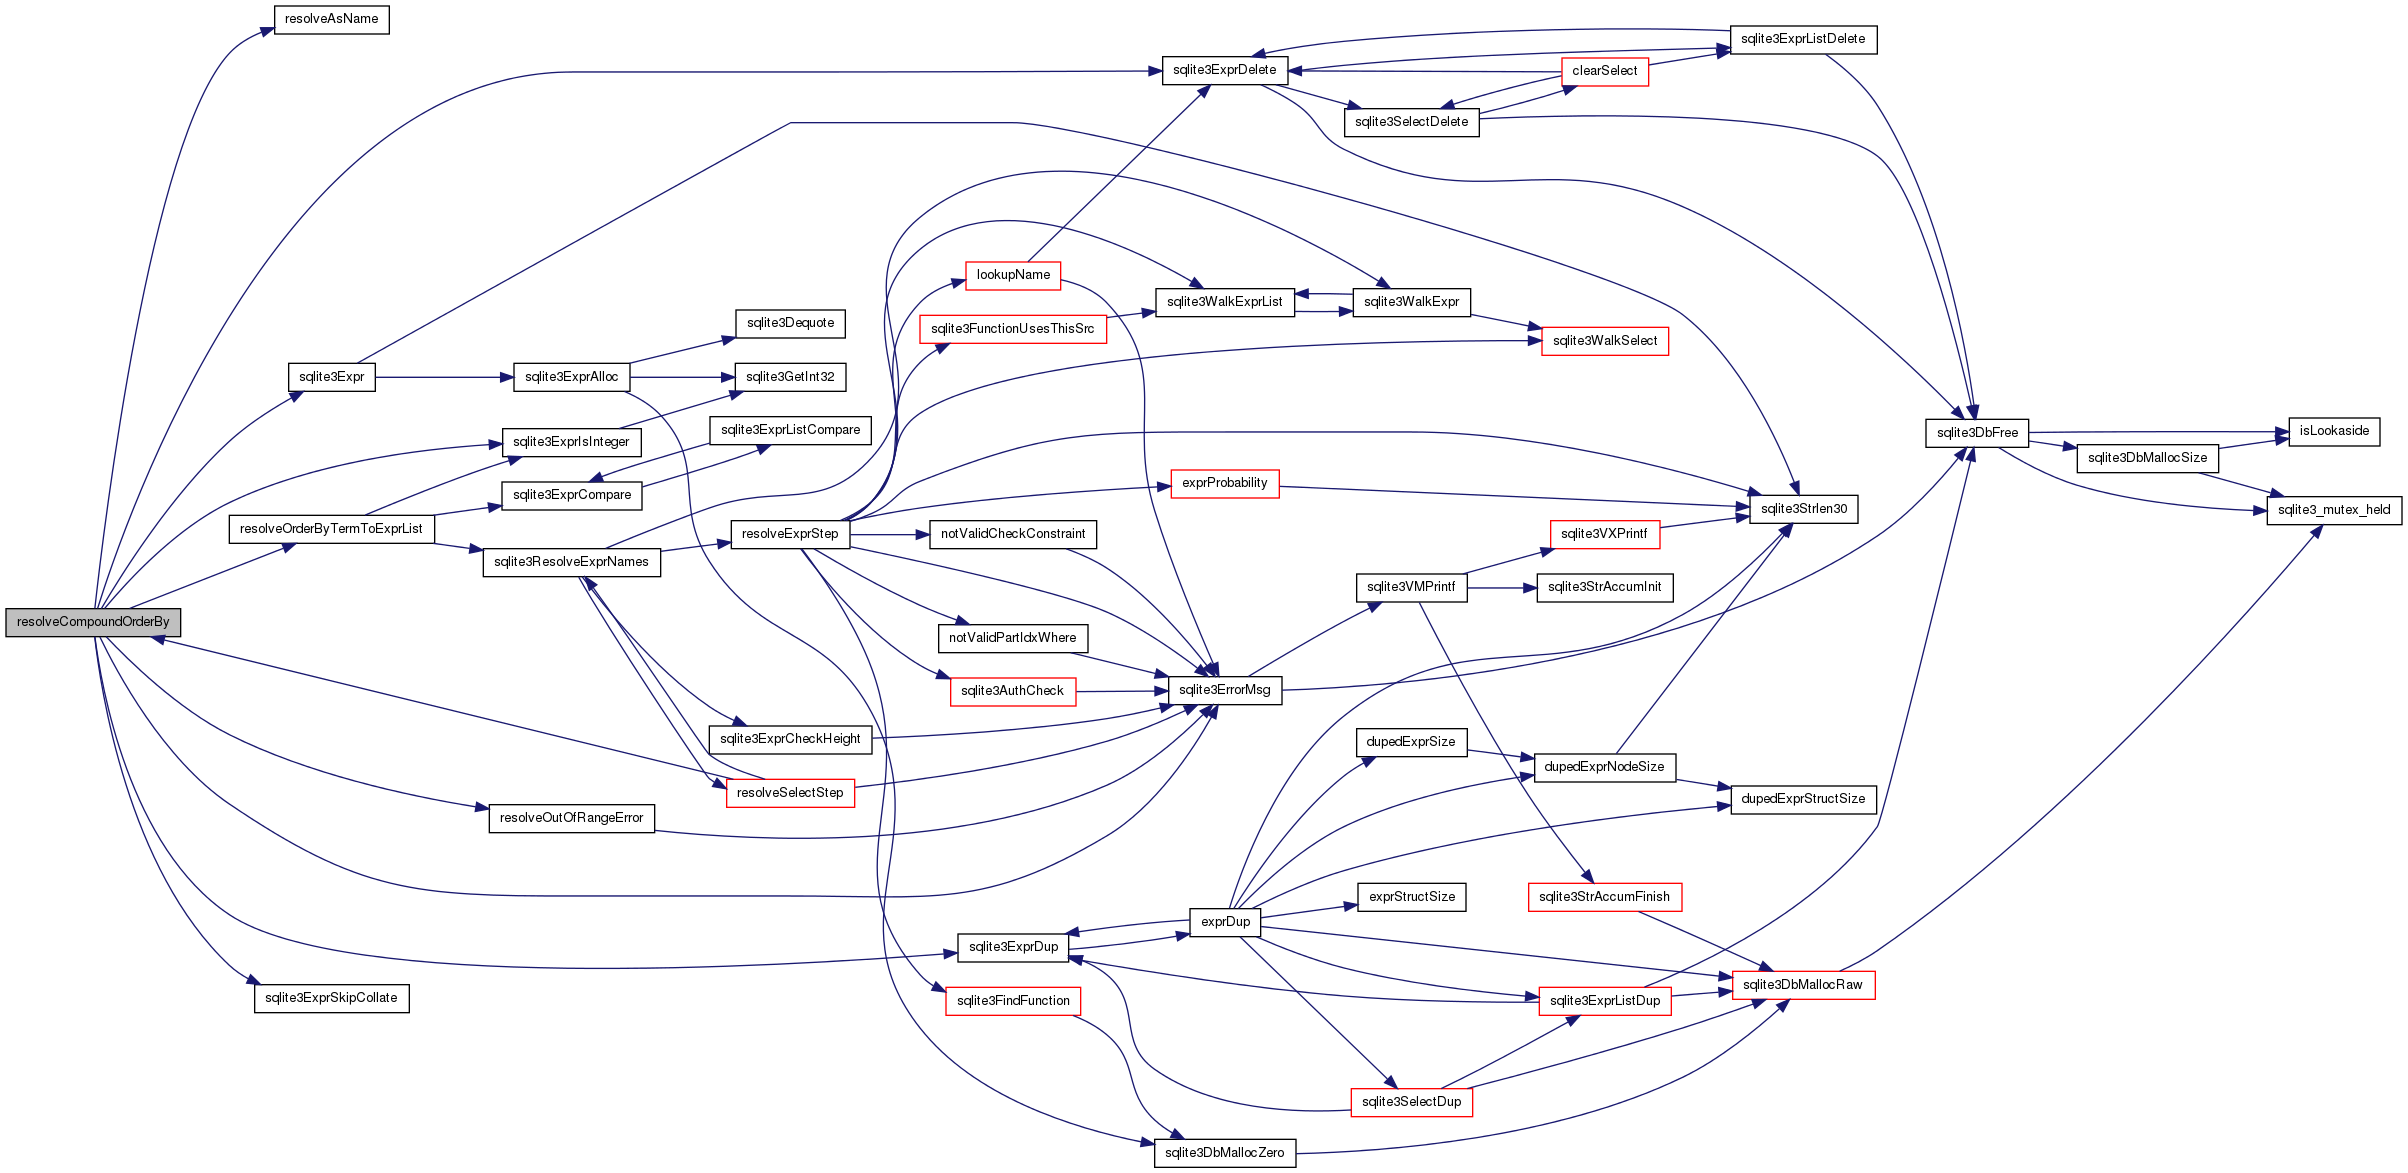 resolveAsName
sqlite3ExprListDelete
sqlite3ExprDelete
clearSelect
sqlite3SelectDelete
lookupName
sqlite3WalkExprList
sqlite3WalkExpr
sqlite3Dequote
sqlite3FunctionUsesThisSrc
sqlite3WalkSelect
sqlite3Expr
sqlite3ExprAlloc
sqlite3GetInt32
sqlite3ExprListCompare
sqlite3ExprIsInteger
sqlite3DbFree
isLookaside
sqlite3DbMallocSize
sqlite3ExprCompare
exprProbability
sqlite3Strlen30
sqlite3_mutex_held
resolveOrderByTermToExprList
resolveExprStep
notValidCheckConstraint
sqlite3VXPrintf
sqlite3ResolveExprNames
sqlite3VMPrintf
sqlite3StrAccumInit
resolveCompoundOrderBy
notValidPartIdxWhere
sqlite3AuthCheck
sqlite3ErrorMsg
sqlite3ExprCheckHeight
dupedExprSize
dupedExprNodeSize
resolveSelectStep
dupedExprStructSize
resolveOutOfRangeError
exprStructSize
sqlite3StrAccumFinish
exprDup
sqlite3ExprDup
sqlite3DbMallocRaw
sqlite3ExprSkipCollate
sqlite3FindFunction
sqlite3ExprListDup
sqlite3SelectDup
sqlite3DbMallocZero